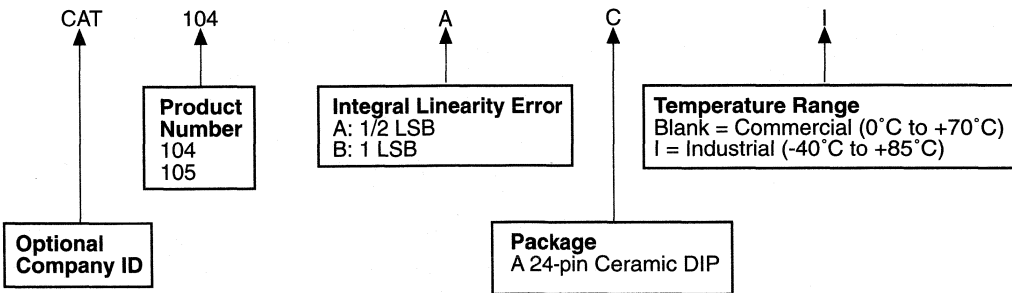 CAT 104 A C I
Product
Number
104
105
Integral Linearity Error
A: 1/2 LSB
B: 1 LSB
Temperature Range
Blank = Commercial (0˚C to +70˚C)
I = Industrial (-40˚C to +85˚C)
Optional
Company ID
Package
A 24-pin Ceramic DIP